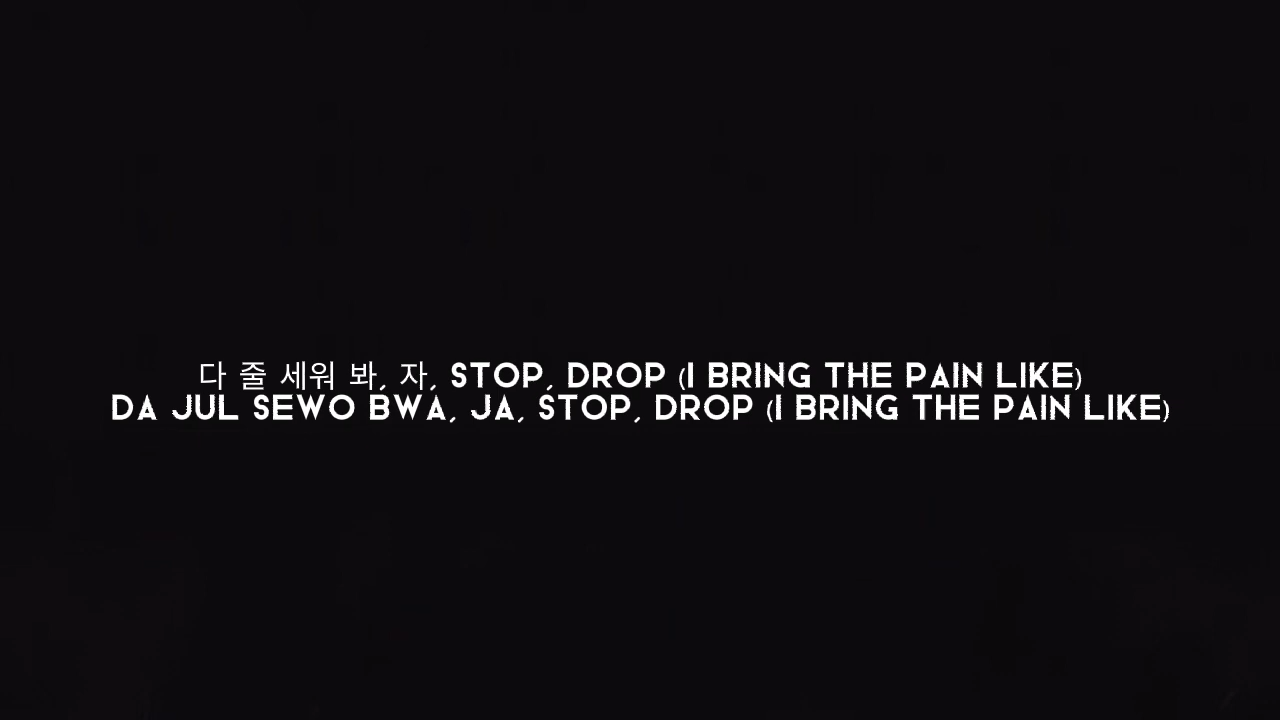 다 줄 세워 봐, 자, STOP, DROP (I BRING THE PAIN LIKE)
DA JUL SEWO BWA, JA, STOP, DROP (I BRING THE PAIN LIKE)